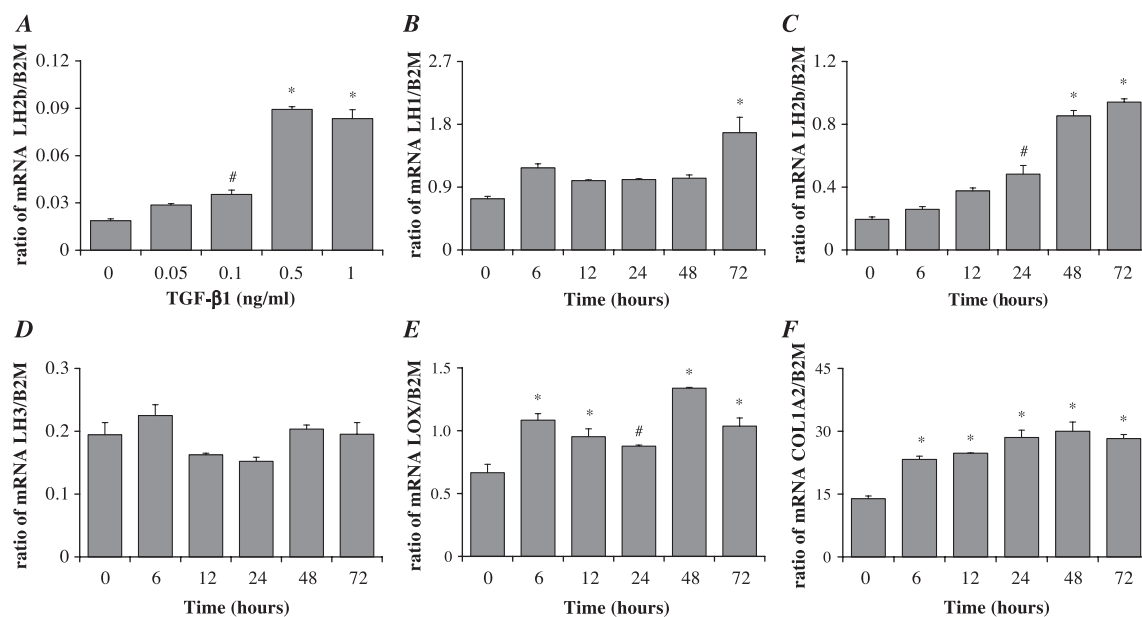 A
ratio of mRNA LH2b/B2M
0.12
0.09
0.06
0.03
0
#
*
*
0 0.05 0.1 0.5 1
TGF-β1 (ng/ml)
B
ratio of mRNA LH1/B2M
2.7
1.8
0.9
0
*
0 6 12 24 48 72
Time (hours)
C
ratio of mRNA LH2b/B2M
1.2
0.8
0.4
0
#
*
*
0 6 12 24 48 72
Time (hours)
D
ratio of mRNA LH3/B2M
0.3
0.2
0.1
0
0 6 12 24 48 72
Time (hours)
E
ratio of mRNA LOX/B2M
1.5
1.0
0.5
0
*
*
#
*
*
0 6 12 24 48 72
Time (hours)
F
ratio of mRNA COL1A2/B2M
45
30
15
0
*
*
*
*
*
0 6 12 24 48 72
Time (hours)